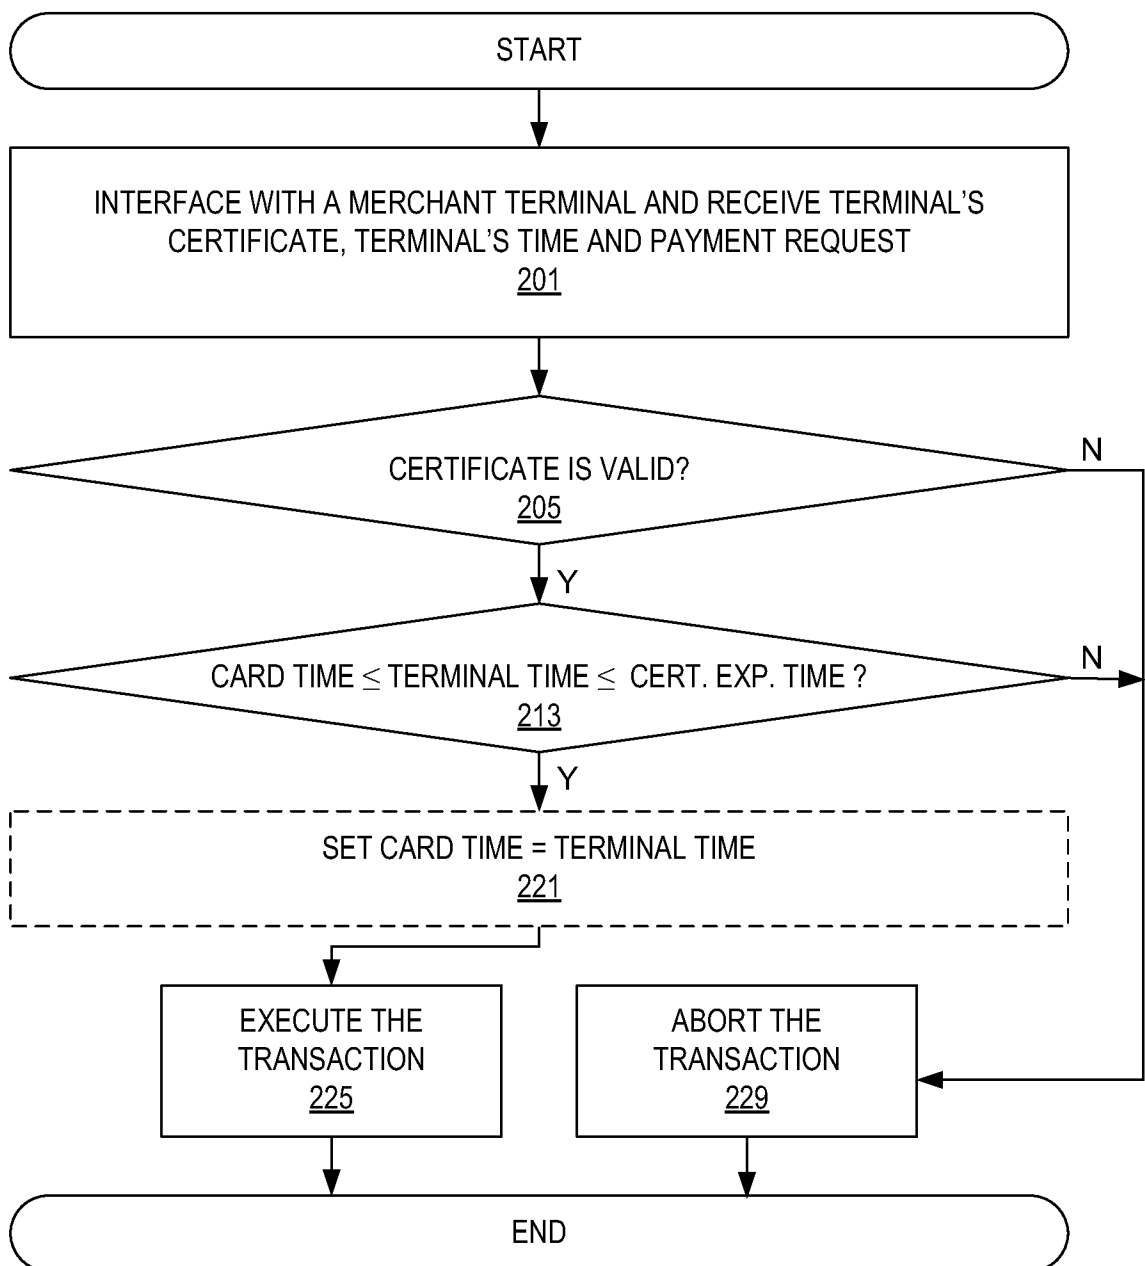 START
INTERFACE WITH A MERCHANT TERMINAL AND RECEIVE TERMINAL’S
CERTIFICATE, TERMINAL’S TIME AND PAYMENT REQUEST
201
CERTIFICATE IS VALID?
205
N
Y
CARD TIME ≤ TERMINAL TIME ≤ CERT. EXP. TIME ?
213
N
Y
SET CARD TIME = TERMINAL TIME
221
EXECUTE THE
TRANSACTION
225
ABORT THE
TRANSACTION
229
END